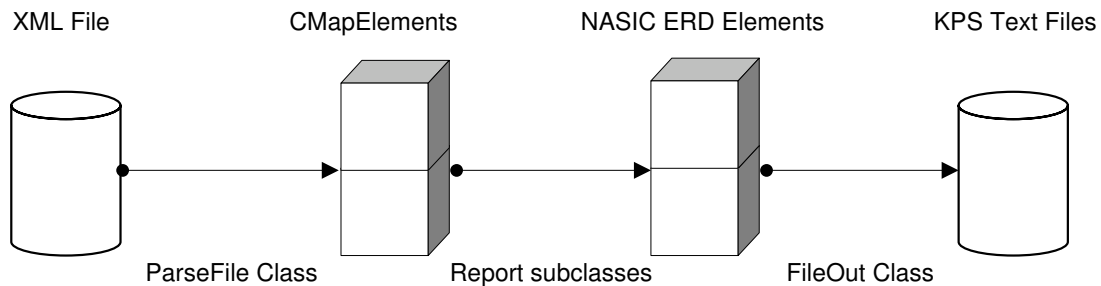 XML File
CMapElements
NASIC ERD Elements
KPS Text Files
ParseFile Class
Report subclasses
FileOut Class